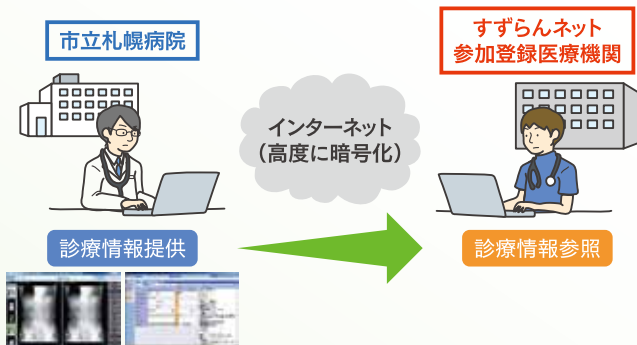 市立札幌病院
すずらんネット
参加登録医療機関
インターネット
（高度に暗号化）
診療情報提供
診療情報参照